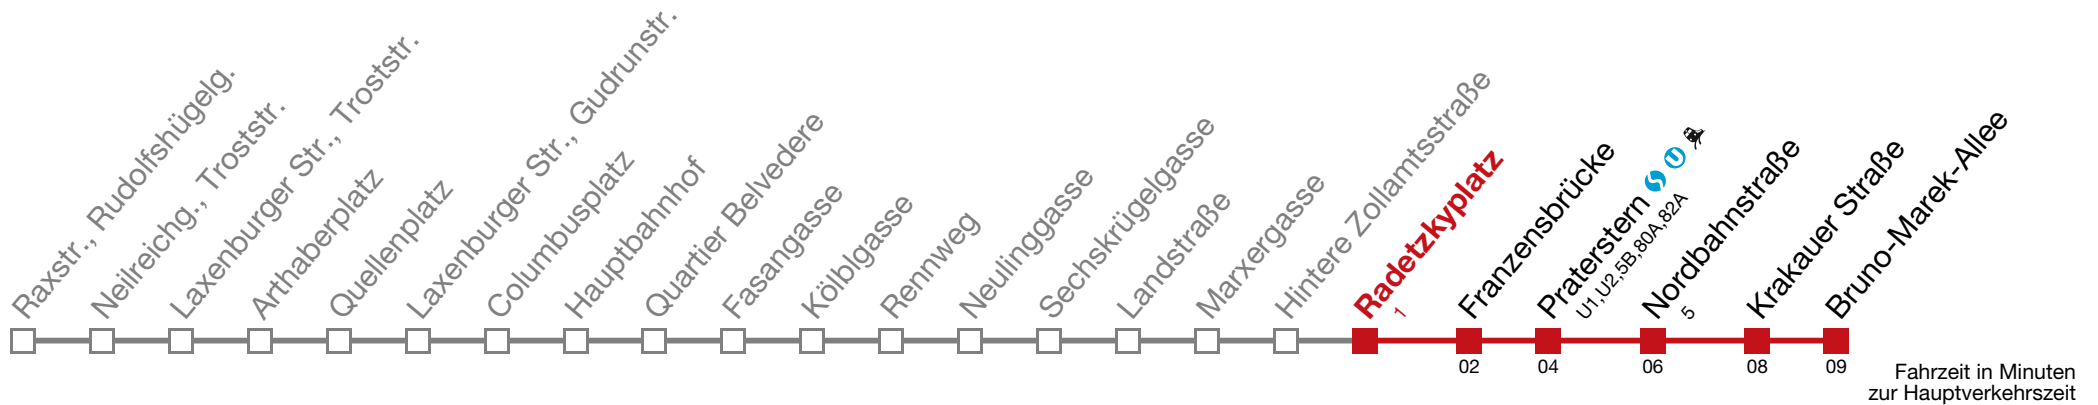 Raxstr., Rudolfshügelg.
Neilreichg., Troststr.
Laxenburger Str., Troststr.
Arthaberplatz
Quellenplatz
Laxenburger Str., Gudrunstr.
Columbusplatz
Hauptbahnhof
Quartier Belvedere
Fasangasse
Kölblgasse
Rennweg
Neulinggasse
Sechskrügelgasse
Landstraße
Marxergasse
Hintere Zollamtsstraße
Radetzkyplatz
1
Franzensbrücke
Praterstern
U1,U2,5B,80A,82A
Nordbahnstraße
5
Krakauer Straße
Bruno-Marek-Allee
02
04
06
08
09
Fahrzeit in Minuten
zur Hauptverkehrszeit